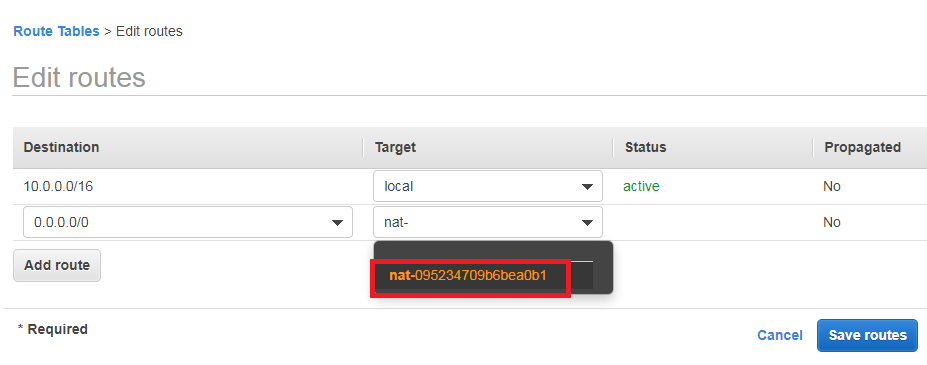 Route Tables > Edit routes
Edit routes
Destination Target Status Propagated
10.0.0.0/16 local active No
0.0.0.0/0 nat- No
Add route
nat-095234709b6bea0b1
* Required
Cancel Save routes